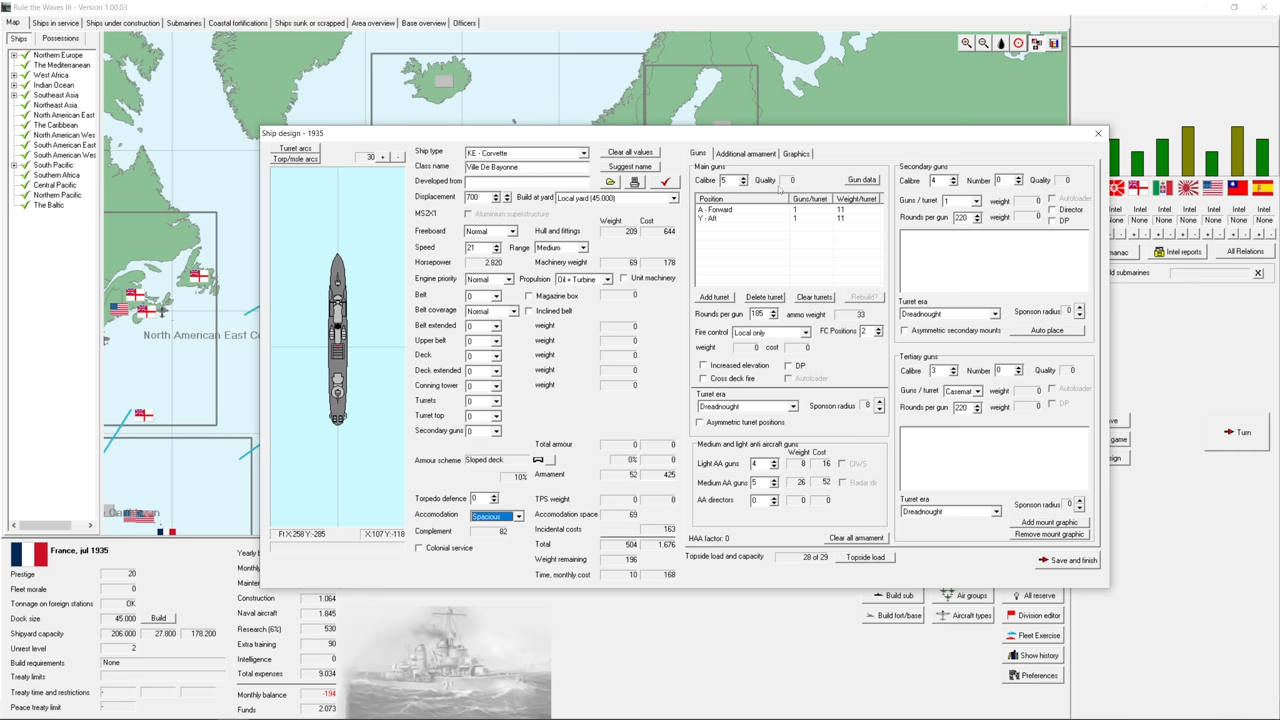 Rule the Waves III - Version 1.00.03
Map Ships in service Ships under construction Submarines Coastal fortifications Ships sunk or scrapped Area overview Base overview Officers
Ships Possessions
Northern Europe
The Mediterranean
West Africa
Indian Ocean
Southeast Asia
Northeast Asia
North American East
The Caribbean
North American Wes
South American Wes
South Pacific
Southern Africa
Central Pacific
Northern Pacific
The Baltic
North American East C
Ship design - 1935
Turret arcs
Torp/msle arcs
30 + -
Ft X:258 Y:-285 X:107 Y:-118
Ship type KE - Corvette Clear all values
Class name Ville De Bayonne Suggest name
Developed from
Displacement 700 Build at yard Local yard (45.000)
MS2X1 Aluminium superstructure Weight Cost
Freeboard Normal Hull and fittings 209 644
Speed 21 Range Medium
Horsepower 2.820 Machinery weight 69 178
Engine priority Normal Propulsion Oil + Turbine Unit machinery
Belt 0 Magazine box 0
Belt coverage Normal Inclined belt
Belt extended 0 weight 0
Upper belt 0 weight 0
Deck 0 weight 0
Deck extended 0 weight 0
Conning tower 0 weight 0
Turrets 0
Turret top 0
Secondary guns 0
Total armour 0 0
Armour scheme Sloped deck 0% 0
10% Armament 52 425
Torpedo defence 0 TPS weight 0 0
Accomodation Spacious Accomodation space 69
Complement 82 Incidental costs 163
Colonial service Total 504 1.676
Weight remaining 196
Time, monthly cost 10 168
Guns Additional armament Graphics
Main guns
Calibre 5 Quality 0 Gun data
Position Guns/turret Weight/turret
A - Forward 1 11
Y - Aft 1 11
Add turret Delete turret Clear turrets Rebuild?
Rounds per gun 185 ammo weight 33
Fire control Local only FC Positions 2
weight 0 cost 0
Increased elevation DP
Cross deck fire Autoloader
Turret era
Dreadnought Sponson radius 8
Asymmetric turret positions
Medium and light anti aircraft guns
Weight Cost
Light AA guns 4 8 16 CIWS
Medium AA guns 5 26 52 Radar dir
AA directors 0 0 0
HAA factor: 0 Clear all armament
Topside load and capacity 28 of 29 Topside load
Secondary guns
Calibre 4 Number 0 Quality 0
Guns / turret 1 weight 0 Autoloader
Director
Rounds per gun 220 weight 0 DP
Turret era
Dreadnought Sponson radius 0
Asymmetric secondary mounts Auto place
Tertiary guns
Calibre 3 Number 0 Quality 0
Guns / turret Casemat weight 0 Autoloader
Rounds per gun 220 weight 0 DP
Turret era
Dreadnought Sponson radius 0
Add mount graphic
Remove mount graphic
Save and finish
Intel Intel Intel Intel Intel Intel Intel
None None None None None None None
manac Intel reports All Relations
d submarines
Turn
France, jul 1935
Prestige 20
Fleet morale 0
Tonnage on foreign stations OK
Dock size 45.000 Build
Shipyard capacity 206.000 27.800 178.200
Unrest level 2
Build requirements None
Treaty limits
Treaty time and restrictions - - -
Peace treaty limit -
Construction 1.064
Naval aircraft 1.845
Research (6%) 530
Extra training 90
Intelligence 0
Total expenses 9.034
Monthly balance -194
Funds 2.073
Build sub Air groups All reserve
Build fort/base Aircraft types Division editor
Fleet Exercise
Show history
Preferences